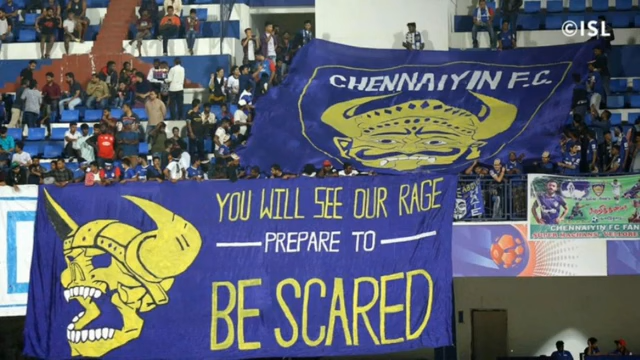 ©ISL
CHENNAIYIN F.C.
YOU WILL SEE OUR RAGE
PREPARE TO
BE SCARED
CHENNAIYIN FC FAN